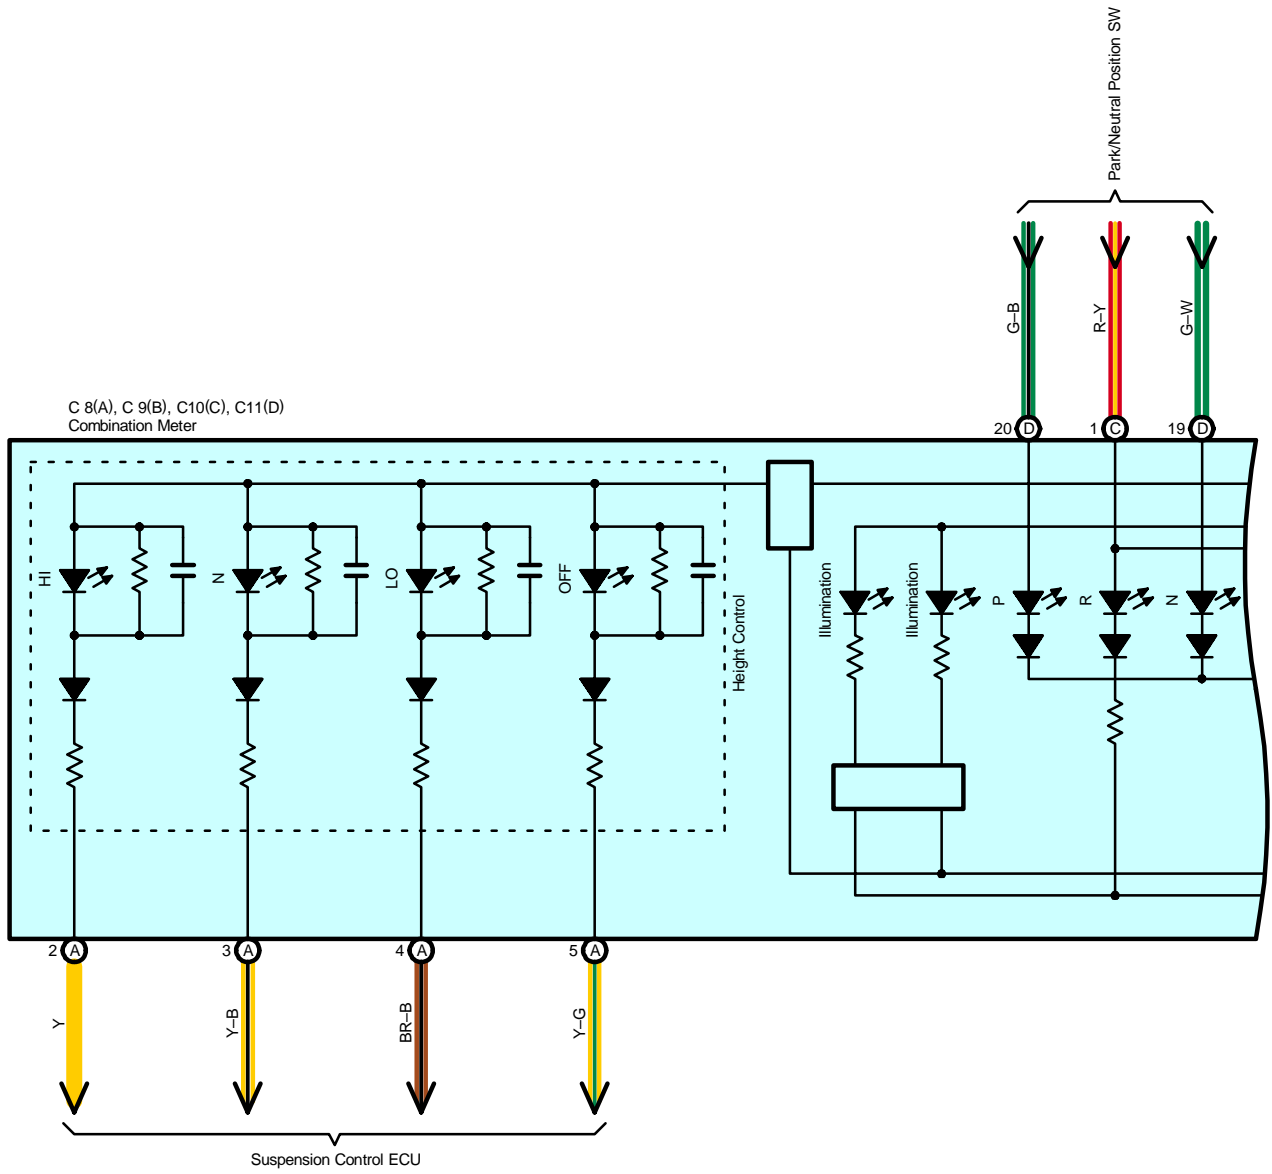 Park/Neutral Position SW
G–B
R–Y
G–W
C 8(A), C 9(B), C10(C), C11(D)
Combination Meter
20 D
1 C
19 D
HI
N
LO
OFF
Height Control
Illumination
Illumination
P
R
N
2 A
3 A
4 A
5 A
Y
Y–B
BR–B
Y–G
Suspension Control ECU